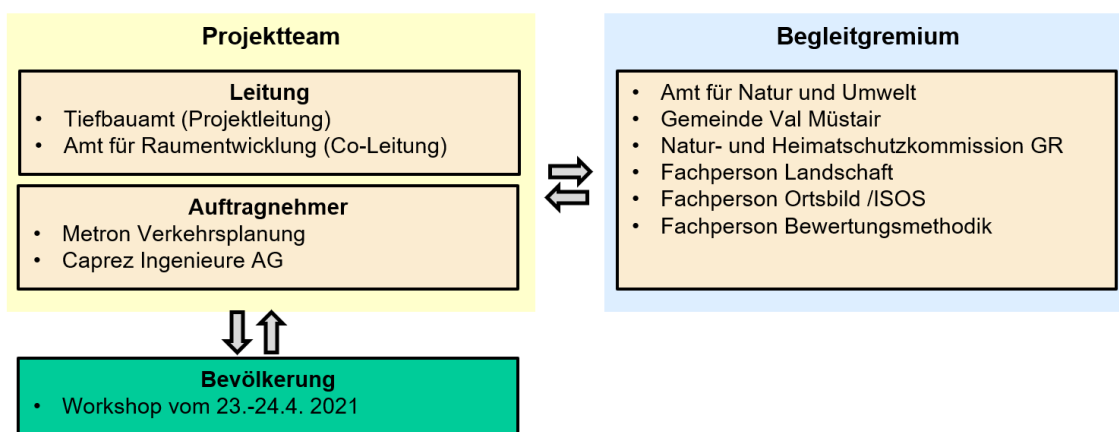 Projektteam
Leitung
• Tiefbauamt (Projektleitung)
• Amt für Raumentwicklung (Co-Leitung)
Auftragnehmer
• Metron Verkehrsplanung
• Caprez Ingenieure AG
Begleitgremium
• Amt für Natur und Umwelt
• Gemeinde Val Müstair
• Natur- und Heimatschutzkommission GR
• Fachperson Landschaft
• Fachperson Ortsbild /ISOS
• Fachperson Bewertungsmethodik
Bevölkerung
• Workshop vom 23.-24.4. 2021